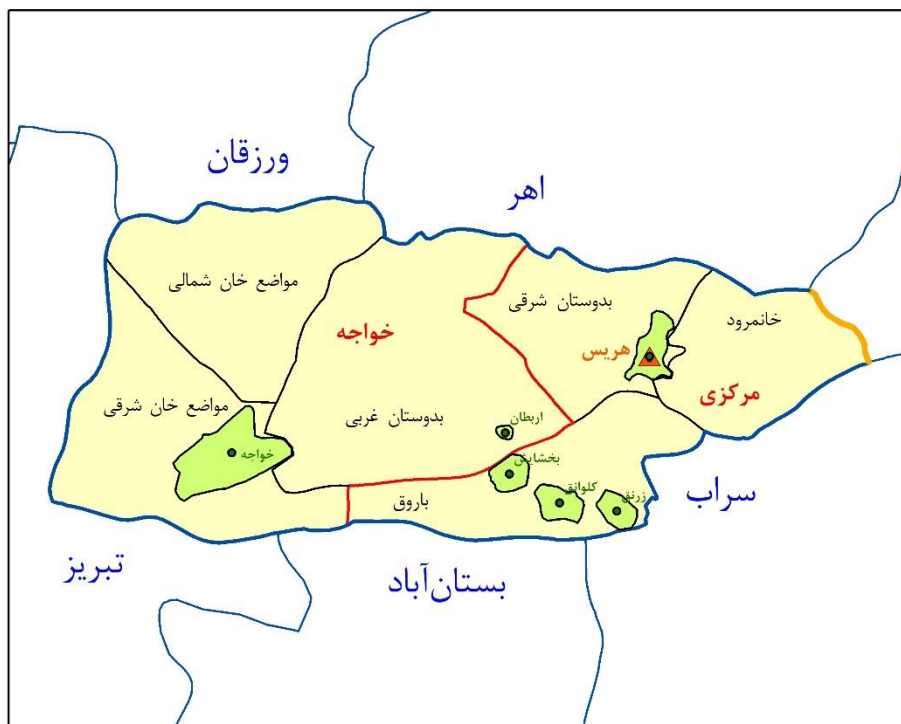 ورزقان
اهر
مواضع خان شمالی
بدوستان شرقی
خانمرود
خواجه
هریس
مرکزی
مواضع خان شرقی
بدوستان غربی
اربطان
خواجه
بخشایش
کلوانق
زرنق
باروق
سراب
تبریز
بستان‌آباد